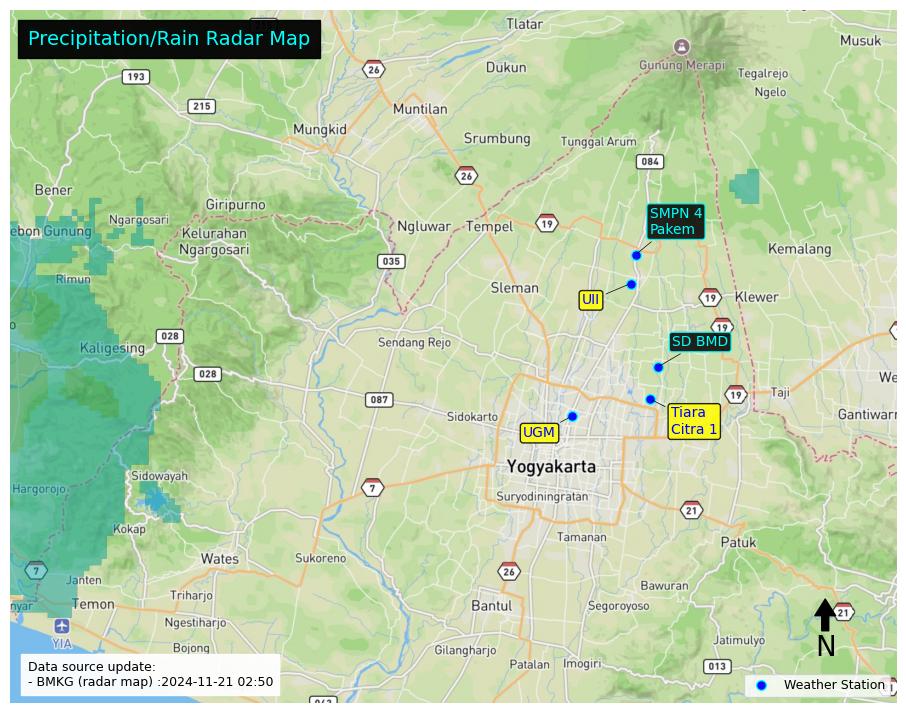 Precipitation/Rain Radar Map
Tlatar
Musuk
Gunung Merapi
26
Dukun
Tegalrejo
193
Ngelo
215
Muntilan
Mungkid
Srumbung
Tunggal Arum
084
26
Bener
Giripurno
SMPN 4
Pakem
Ngargosari
Ngluwar
Tempel
19
ebon Gunung
Kelurahan
Ngargosari
Kemalang
035
Rimun
Sleman
UII
19
Klewer
19
028
Sendang Rejo
SD BMD
Kaligesing
028
We
087
19
Taji
Sidokarto
Tiara
Citra 1
Gantiwarn
UGM
Yogyakarta
Sidowayah
Hargorojo
7
Suryodiningratan
21
Kokap
Tamanan
Patuk
Wates
Sukoreno
7
26
Janten
Bawuran
Temon
Triharjo
Bantul
Segoroyoso
nyar
21
Ngestiharjo
YIA
N
Bojong
Gilangharjo
Jatimulyo
Patalan
Imogiri
013
Data source update:
- BMKG (radar map) :2024-11-21 02:50
Weather Station